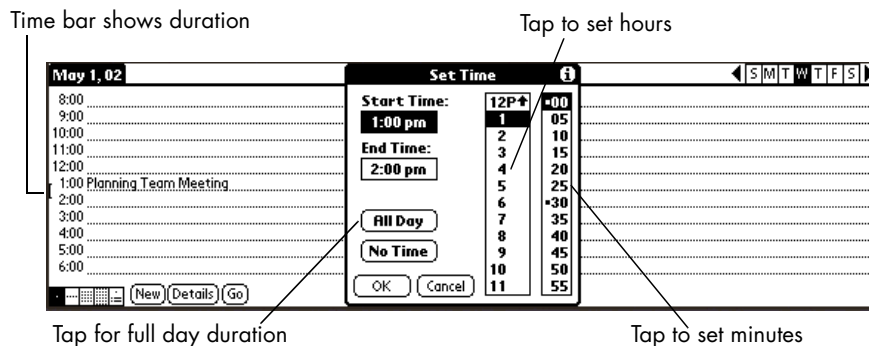 Time bar shows duration
Tap to set hours
May 1, 02
Set Time
S M T W T F S
8:00
9:00
10:00
11:00
12:00
1:00 Planning Team Meeting
2:00
3:00
4:00
5:00
6:00
Start Time:
1:00 pm
End Time:
2:00 pm
All Day
No Time
OK Cancel
12P
1
2
3
4
5
6
7
8
9
10
11
00
05
10
15
20
25
30
35
40
45
50
55
New Details Go
Tap for full day duration
Tap to set minutes